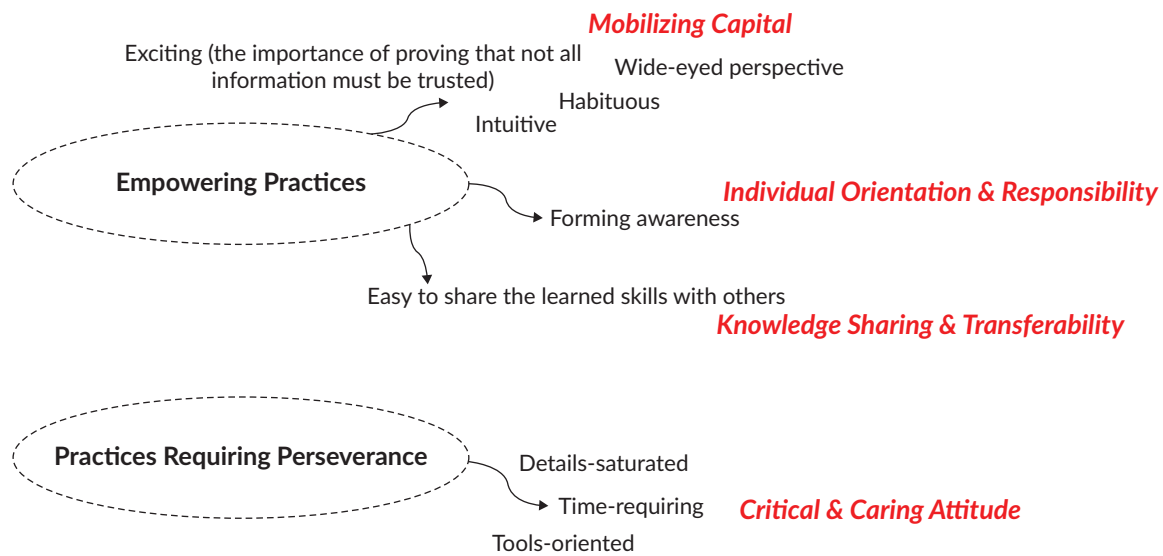 Mobilizing Capital
Exciting (the importance of proving that not all
information must be trusted)
Wide-eyed perspective
Habituous
Intuitive
Empowering Practices
Individual Orientation & Responsibility
Forming awareness
Easy to share the learned skills with others
Knowledge Sharing & Transferability
Practices Requiring Perseverance
Details-saturated
Time-requiring
Critical & Caring Attitude
Tools-oriented